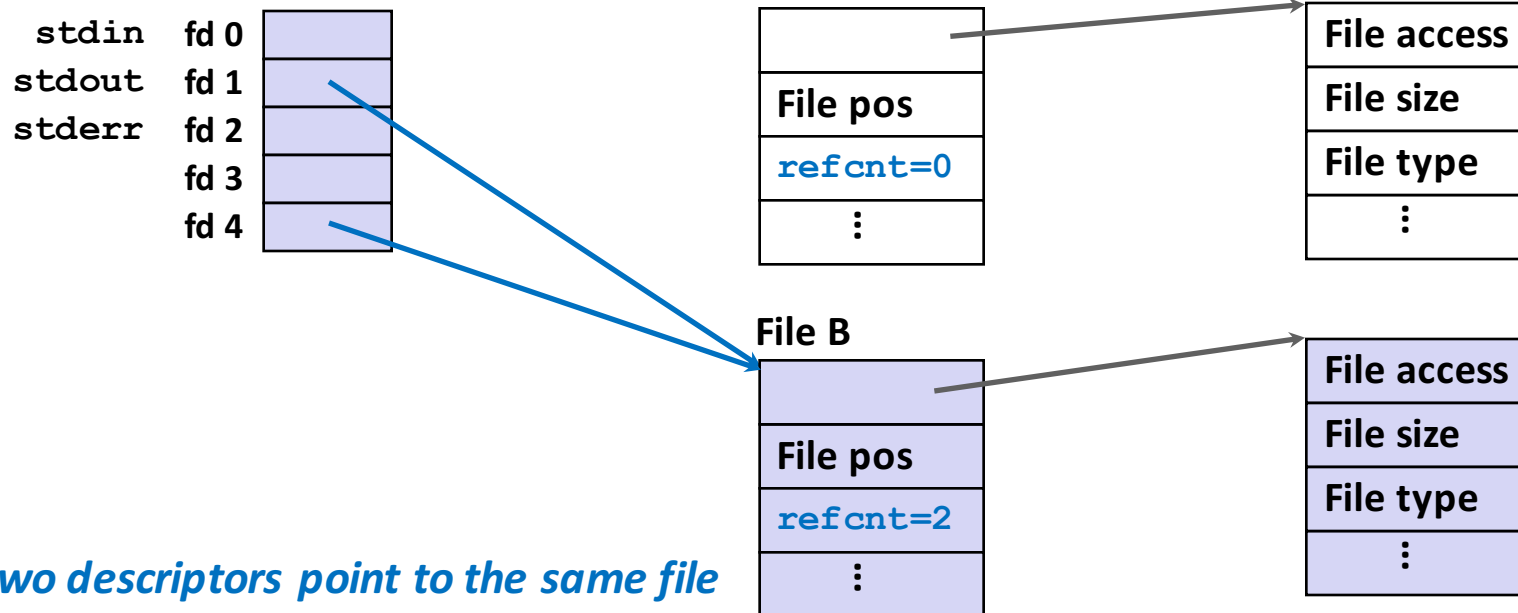 stdin fd 0
stdout fd 1
stderr fd 2
fd 3
fd 4
File pos
refcnt=0
⋮
File access
File size
File type
⋮
File B
File pos
refcnt=2
⋮
File access
File size
File type
⋮
wo descriptors point to the same file